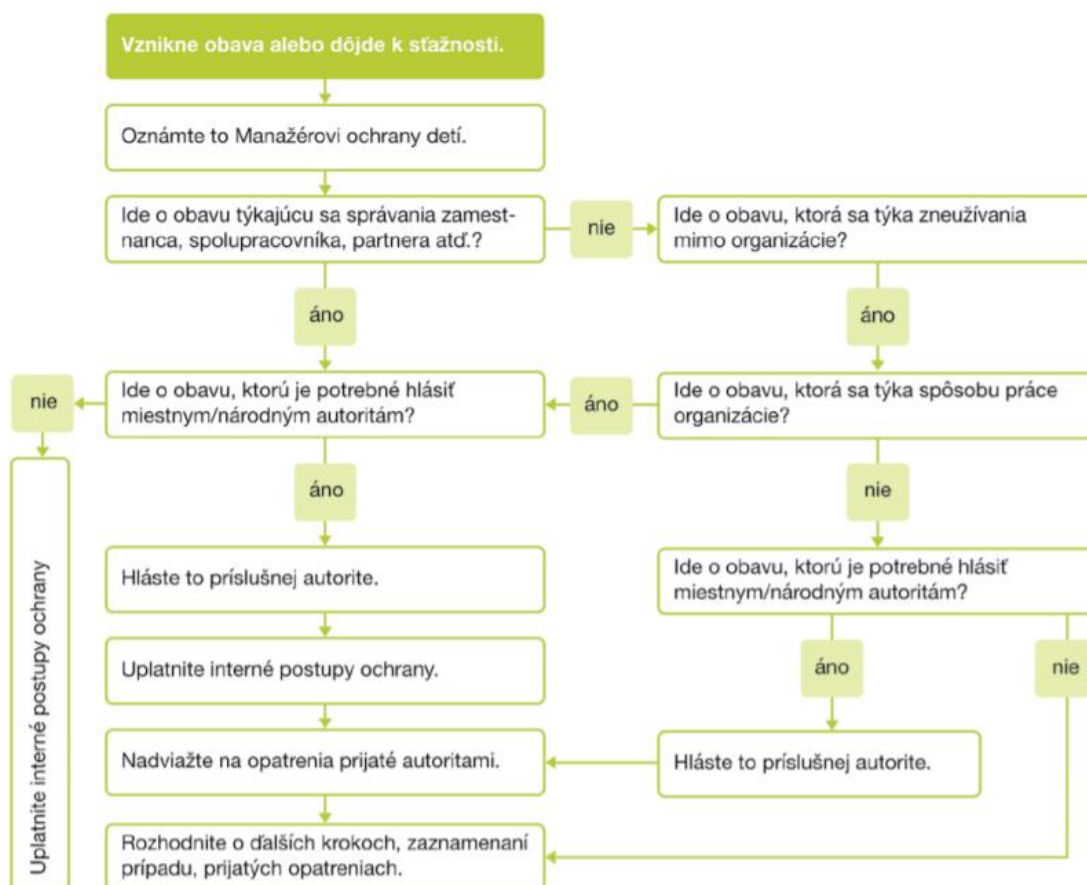 Vznikne obava alebo dôjde k sťažnosti.
Oznámte to Manažérovi ochrany detí.
Ide o obavu týkajúcu sa správania zamest-
nanca, spolupracovníka, partnera atď.?
nie
Ide o obavu, ktorá sa týka zneužívania
mimo organizácie?
áno
áno
nie
Ide o obavu, ktorú je potrebné hlásiť
miestnym/národným autoritám?
áno
Ide o obavu, ktorá sa týka spôsobu práce
organizácie?
áno
nie
Hláste to príslušnej autorite.
Ide o obavu, ktorú je potrebné hlásiť
miestnym/národným autoritám?
Uplatnite interné postupy ochrany.
áno
nie
Nadviažte na opatrenia prijaté autoritami.
Hláste to príslušnej autorite.
Rozhodnite o ďalších krokoch, zaznamenaní
prípadu, prijatých opatreniach.
Uplatnite interné postupy ochrany